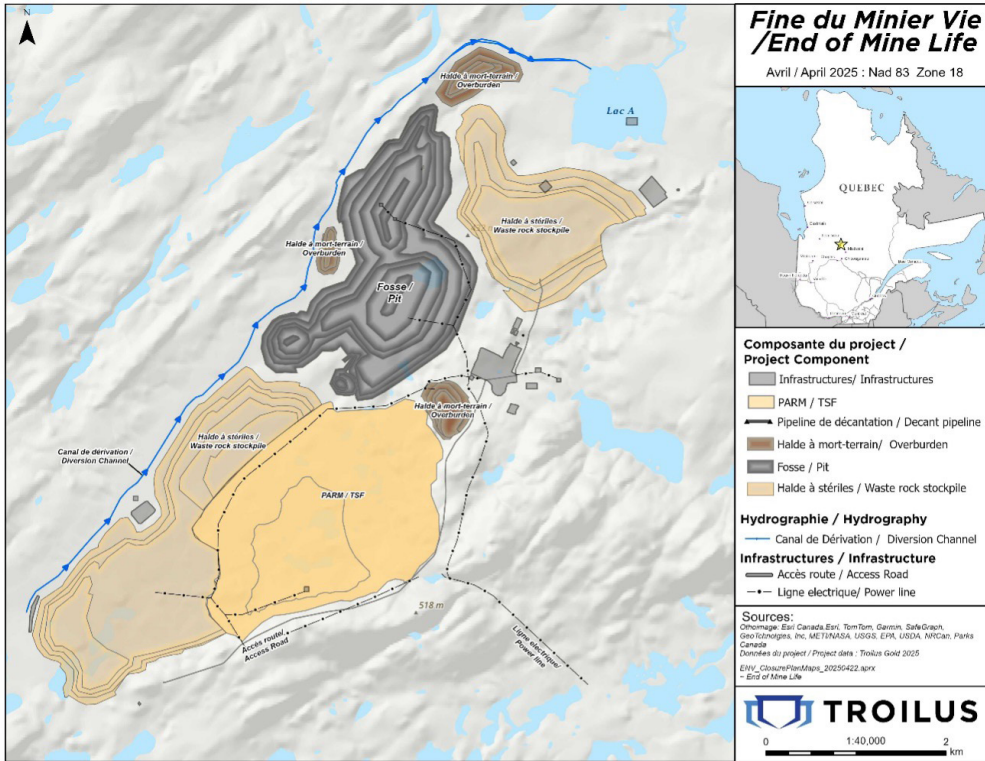 N
Halde à mort-terrain /
Overburden
Lac A
Halde à stériles /
Waste rock stockpile
Halde à mort-terrain /
Overburden
Fosse /
Pit
Halde à mort-terrain /
Overburden
Halde à stériles /
Waste rock stockpile
Canal de dérivation /
Diversion Channel
PARM / TSF
518 m
Accès route/
Access Road
Ligne electrique/
Power line
Fine du Minier Vie
/End of Mine Life
Avril / April 2025 : Nad 83 Zone 18
QUEBEC
Composante du project /
Project Component
Infrastructures/ Infrastructures
PARM / TSF
Pipeline de décantation / Decant pipeline
Halde à mort-terrain/ Overburden
Fosse / Pit
Halde à stériles / Waste rock stockpile
Hydrographie / Hydrography
Canal de Dérivation / Diversion Channel
Infrastructures / Infrastructure
Accès route / Access Road
Ligne electrique/ Power line
Sources:
Orthoimage: Esri Canada.Esri, TomTom, Garmin, SafeGraph,
GeoTchnolgies, Inc, METI/NASA, USGS, EPA, USDA, NRCan, Parks
Canada
Données du project / Project data : Troilus Gold 2025
ENV_ClosurePlanMaps_20250422.aprx
– End of Mine Life
TROILUS
1:40,000
0 2
km